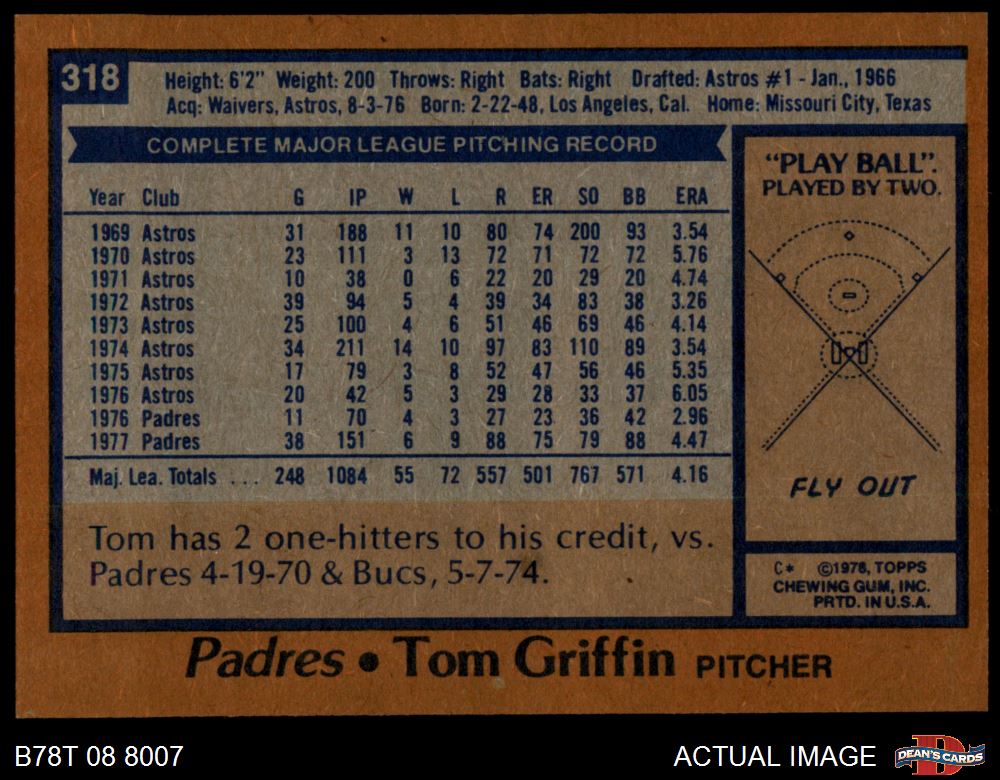 318
Height: 6'2" Weight: 200 Throws: Right Bats: Right Drafted: Astros #1 - Jan., 1966
Acq: Waivers, Astros, 8-3-76 Born: 2-22-48, Los Angeles, Cal. Home: Missouri City, Texas
COMPLETE MAJOR LEAGUE PITCHING RECORD
Year Club G IP W L R ER SO BB ERA
1969 Astros 31 188 11 10 80 74 200 93 3.54
1970 Astros 23 111 3 13 72 71 72 72 5.76
1971 Astros 10 38 0 6 22 20 29 20 4.74
1972 Astros 39 94 5 4 39 34 83 38 3.26
1973 Astros 25 100 4 6 51 46 69 46 4.14
1974 Astros 34 211 14 10 97 83 110 89 3.54
1975 Astros 17 79 3 8 52 47 56 46 5.35
1976 Astros 20 42 5 3 29 28 33 37 6.05
1976 Padres 11 70 4 3 27 23 36 42 2.96
1977 Padres 38 151 6 9 88 75 79 88 4.47
Maj. Lea. Totals . . . 248 1084 55 72 557 501 767 571 4.16
Tom has 2 one-hitters to his credit, vs.
Padres 4-19-70 & Bucs, 5-7-74.
"PLAY BALL".
PLAYED BY TWO.
FLY OUT
C* ©1978, TOPPS
CHEWING GUM, INC.
PRTD. IN U.S.A.
Padres • Tom Griffin PITCHER
B78T 08 8007
ACTUAL IMAGE
DEAN'S CARDS